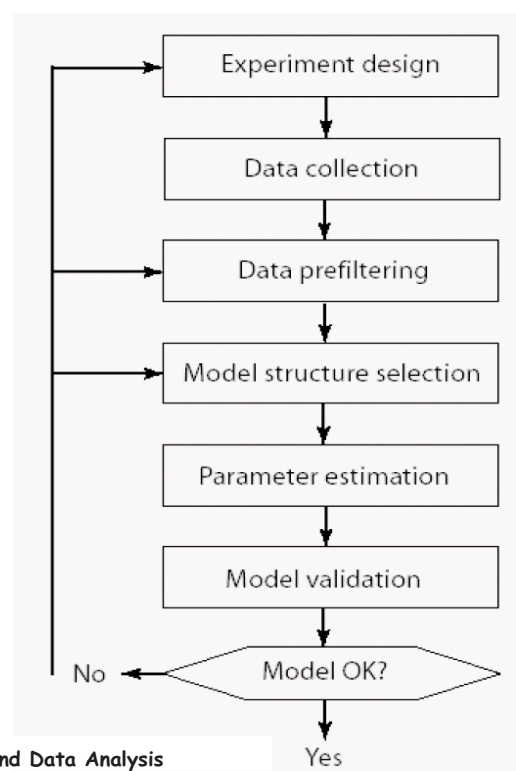 Experiment design
Data collection
Data prefiltering
Model structure selection
Parameter estimation
Model validation
No Model OK?
nd Data Analysis
Yes